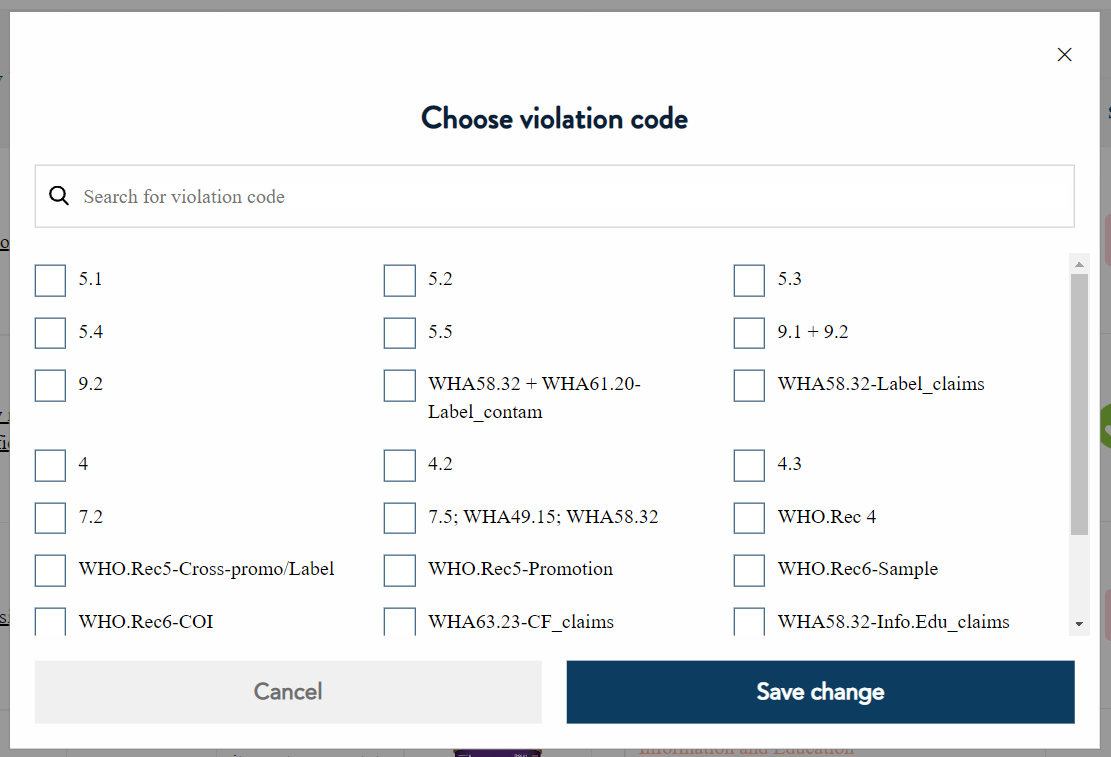 Choose violation code
Search for violation code
5.1
5.2
5.3
5.4
5.5
9.1 + 9.2
9.2
WHA58.32 + WHA61.20-
Label_contam
WHA58.32-Label_claims
4
4.2
4.3
7.2
7.5; WHA49.15; WHA58.32
WHO.Rec 4
WHO.Rec5-Cross-promo/Label
WHO.Rec5-Promotion
WHO.Rec6-Sample
WHO.Rec6-COI
WHA63.23-CF_claims
WHA58.32-Info.Edu_claims
Cancel
Save change
Information and Education